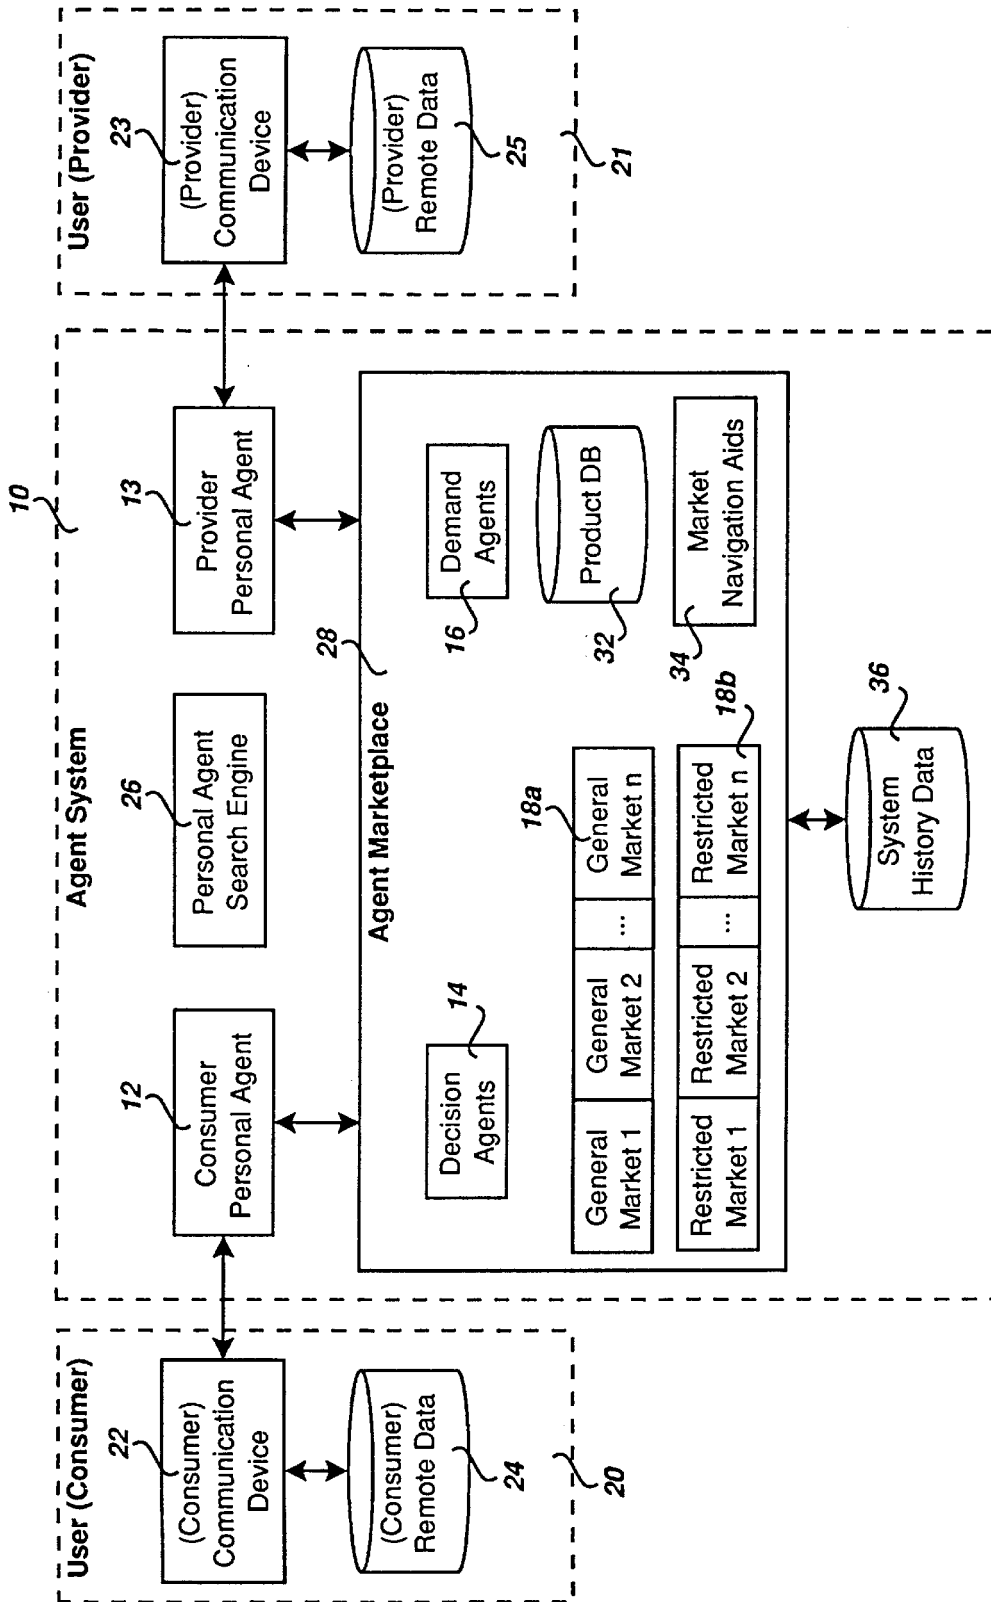 10
User (Consumer)
22
(Consumer)
Communication
Device
(Consumer)
Remote Data
24
20
Agent System
12
Consumer
Personal Agent
26
Personal Agent
Search Engine
13
Provider
Personal Agent
Agent Marketplace
28
Decision
Agents
14
Demand
Agents
16
18a
General
Market 1
General
Market 2
...
General
Market n
Restricted
Market 1
Restricted
Market 2
...
Restricted
Market n
18b
Product DB
32
Market
Navigation Aids
34
System
History Data
36
User (Provider)
23
(Provider)
Communication
Device
(Provider)
Remote Data
25
21